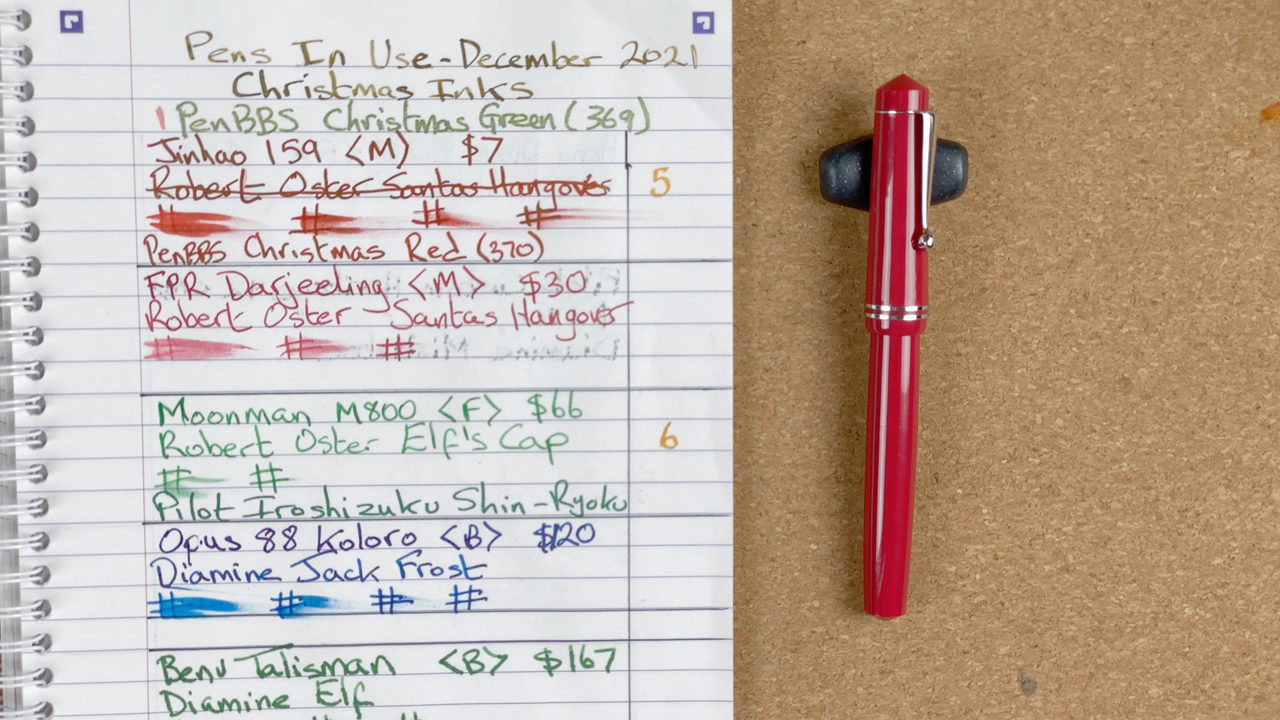 Pens In Use - December 2021
Christmas Inks
PenBBS Christmas Green (369)
Jinhao 159 <M> $7
Robert Oster Santas Hangover
5
# # # #
PenBBS Christmas Red (370)
FPR Darjeeling <M> $30
Robert Oster - Santas Hangover
# # #
Moonman M800 <F> $66
Robert Oster Elf's Cap
6
# #
Pilot Iroshizuku Shin-Ryoku
Opus 88 Koloro <B> $120
Diamine Jack Frost
# # # #
Benu Talisman <B> $167
Diamine Elf